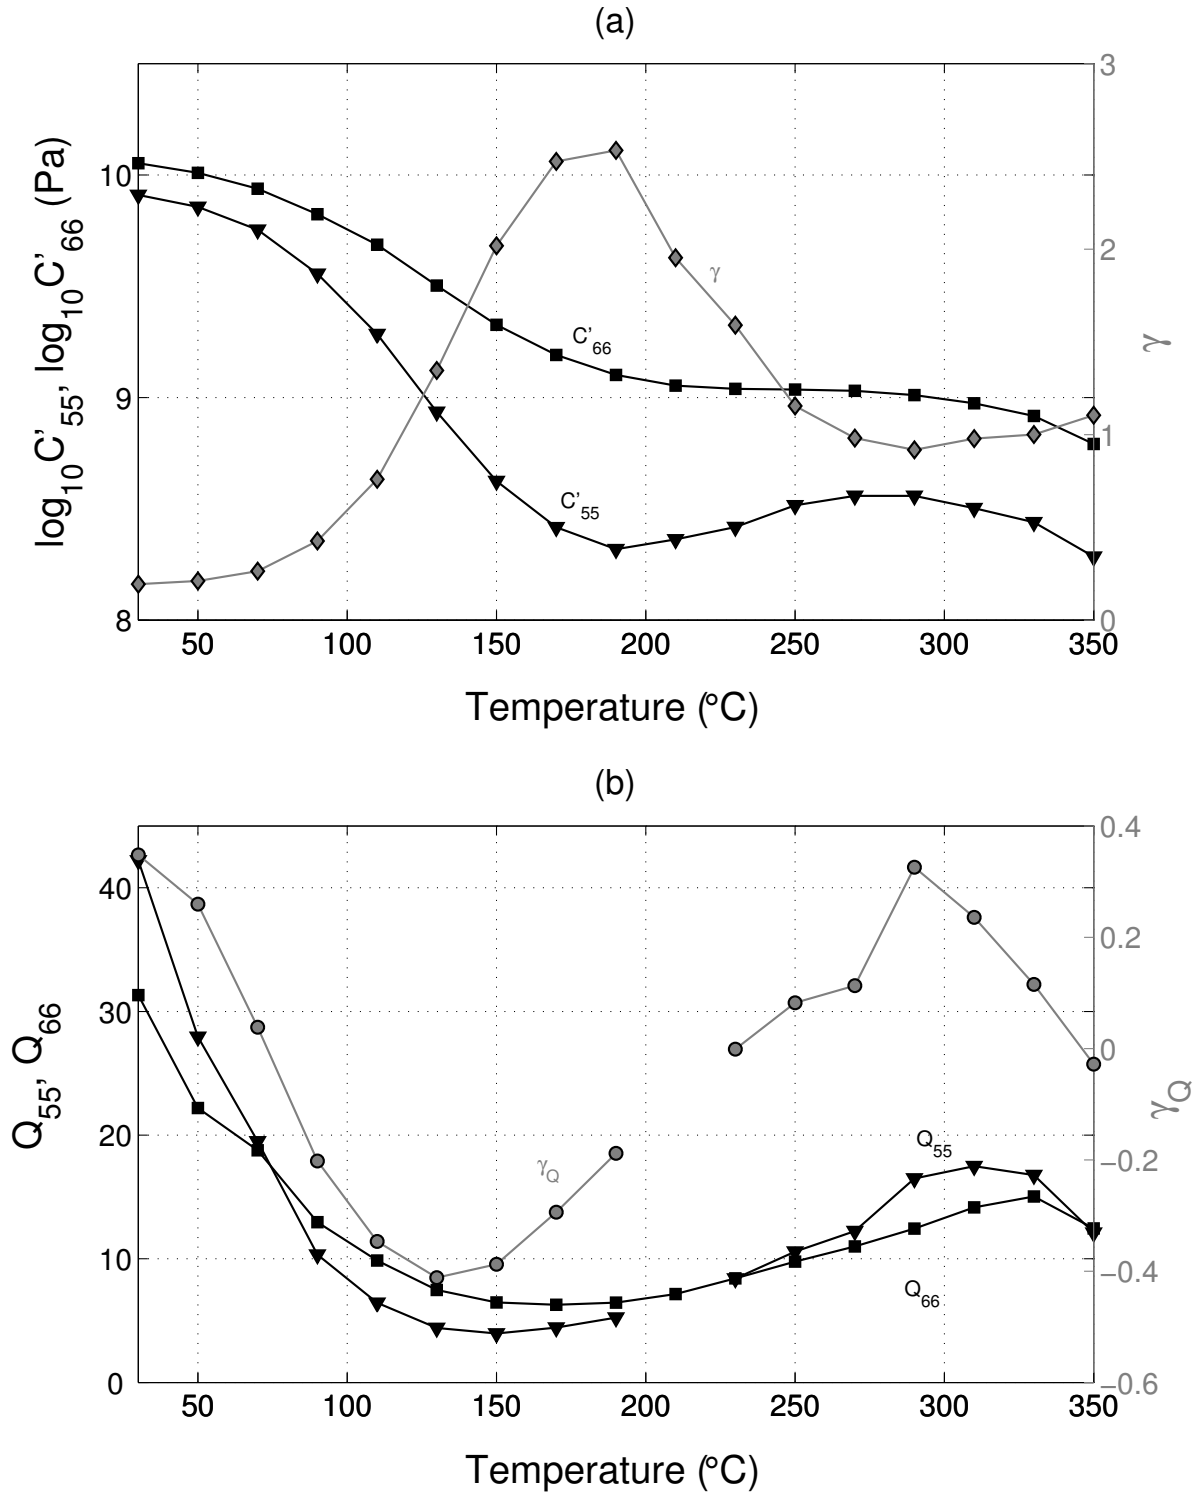 (a)
log10C'55, log10C'66 (Pa)
10
9
8
3
2
1
0
γ
γ
C'66
C'55
50 100 150 200 250 300 350
Temperature (°C)
(b)
Q55, Q66
40
30
20
10
0
0.4
0.2
0
−0.2
−0.4
−0.6
γQ
γQ
Q55
Q66
50 100 150 200 250 300 350
Temperature (°C)